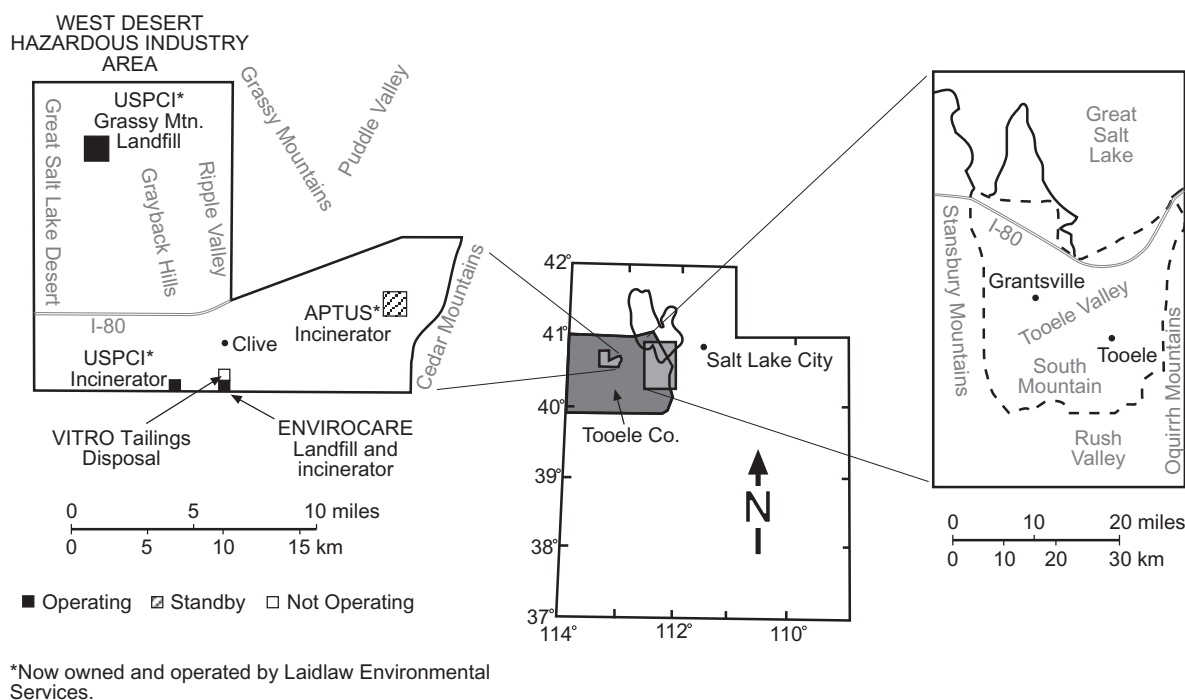 WEST DESERT
HAZARDOUS INDUSTRY
AREA
USPCI*
Grassy Mtn.
Landfill
Great Salt Lake Desert
Grayback Hills
Ripple Valley
Grassy Mountains
Puddle Valley
I-80
Clive
APTUS*
Incinerator
Cedar Mountains
USPCI*
Incinerator
VITRO Tailings
Disposal
ENVIROCARE
Landfill and
incinerator
0 5 10 miles
0 5 10 15 km
Operating Standby Not Operating
*Now owned and operated by Laidlaw Environmental
Services.
42°
41°
40°
39°
38°
37°
114° 112° 110°
Salt Lake City
Tooele Co.
N
Great
Salt
Lake
I-80
Stansbury Mountains
Grantsville
Tooele Valley
Tooele
South
Mountain
Rush
Valley
Oquirrh Mountains
0 10 20 miles
0 10 20 30 km